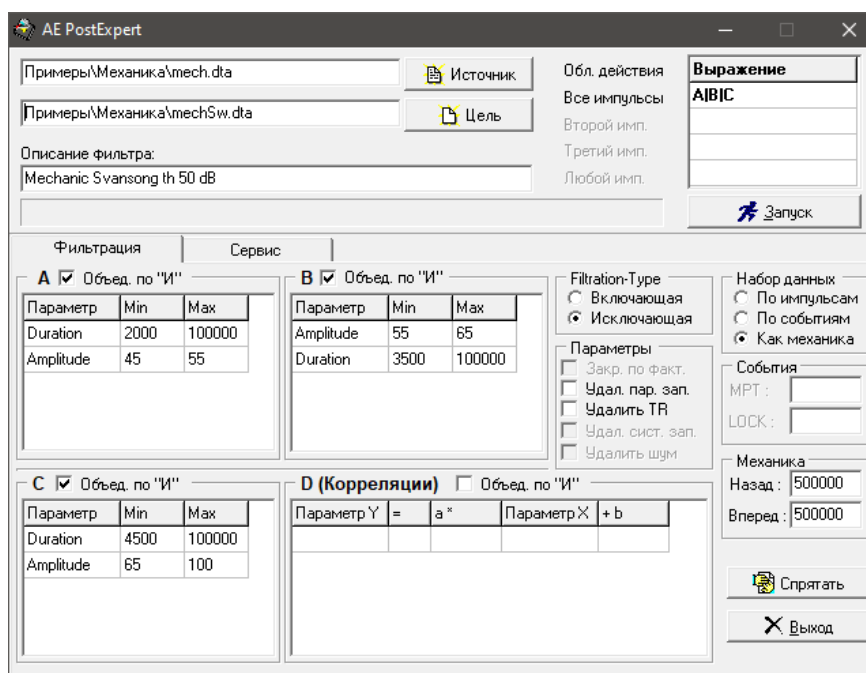 AE PostExpert
Примеры\Механика\mech.dta
Источник
Примеры\Механика\mechSw.dta
Цель
Описание фильтра:
Mechanic Svansong th 50 dB
Обл. действия
Все импульсы
Второй имп.
Третий имп.
Любой имп.
Выражение
A|B|C
Запуск
Фильтрация
Сервис
A Объед. по "И"
Параметр Min Max
Duration 2000 100000
Amplitude 45 55
B Объед. по "И"
Параметр Min Max
Amplitude 55 65
Duration 3500 100000
Filtration-Type
Включающая
Исключающая
Параметры
Закр. по факт.
Удал. пар. зап.
Удалить TR
Удал. сист. зап.
Удалить шум
Набор данных
По импульсам
По событиям
Как механика
События
MPT :
LOCK :
Механика
Назад : 500000
Вперед : 500000
C Объед. по "И"
Параметр Min Max
Duration 4500 100000
Amplitude 65 100
D (Корреляции) Объед. по "И"
Параметр Y = a * Параметр X + b
Спрятать
Выход